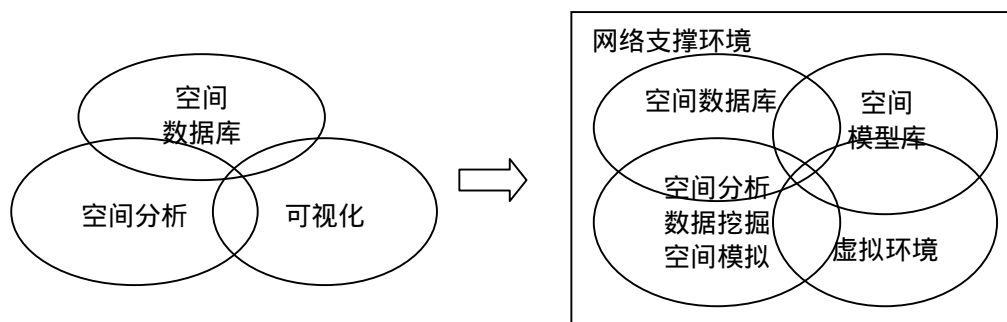 空间
数据库
空间分析
可视化
网络支撑环境
空间数据库
空间
模型库
空间分析
数据挖掘
空间模拟
虚拟环境